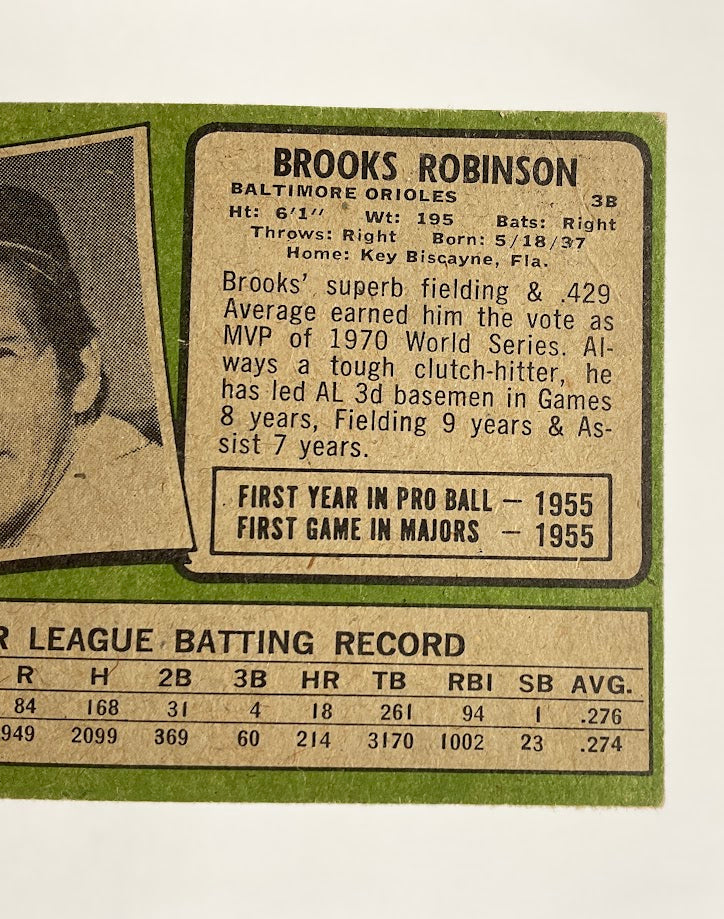 BROOKS ROBINSON
BALTIMORE ORIOLES 3B
Ht: 6'1" Wt: 195 Bats: Right
Throws: Right Born: 5/18/37
Home: Key Biscayne, Fla.
Brooks' superb fielding & .429
Average earned him the vote as
MVP of 1970 World Series. Al-
ways a tough clutch-hitter, he
has led AL 3d basemen in Games
8 years, Fielding 9 years & As-
sist 7 years.
FIRST YEAR IN PRO BALL — 1955
FIRST GAME IN MAJORS — 1955
R LEAGUE BATTING RECORD
R H 2B 3B HR TB RBI SB AVG.
84 168 31 4 18 261 94 1 .276
949 2099 369 60 214 3170 1002 23 .274